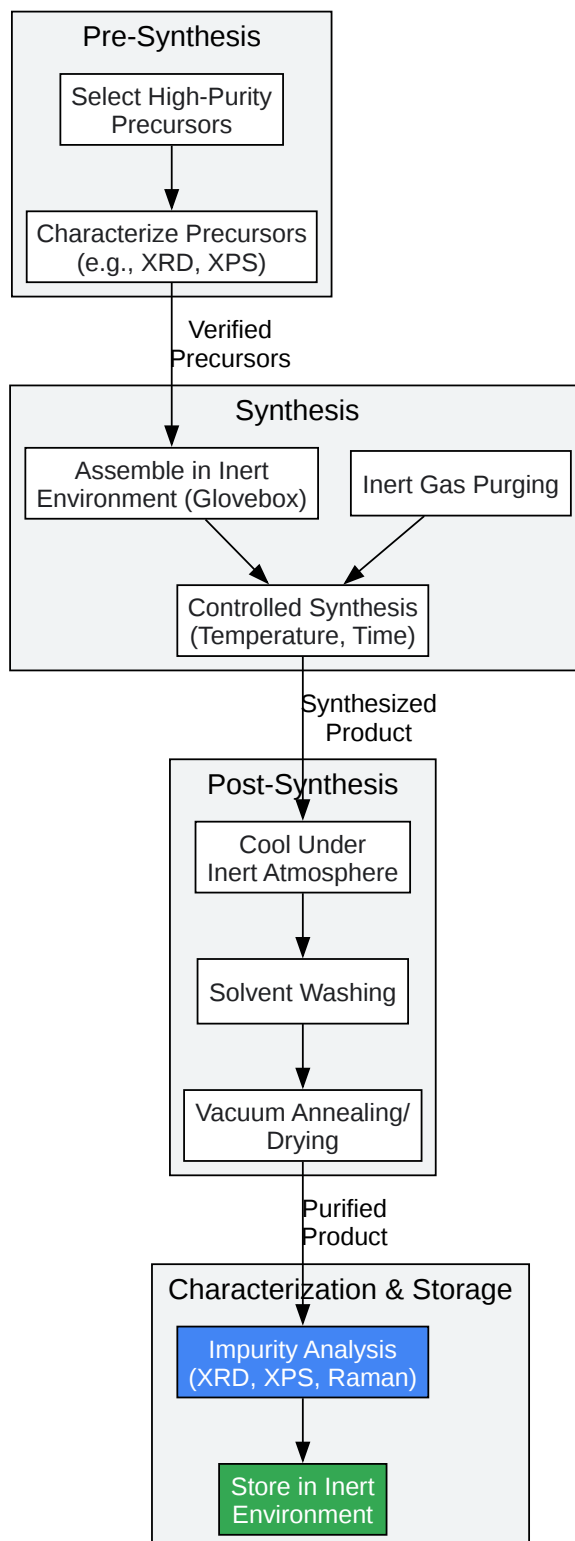 Pre-Synthesis
Select High-Purity
Precursors
Characterize Precursors
(e.g., XRD, XPS)
Verified
Precursors
Synthesis
Assemble in Inert
Environment (Glovebox)
Inert Gas Purging
Controlled Synthesis
(Temperature, Time)
Synthesized
Product
Post-Synthesis
Cool Under
Inert Atmosphere
Solvent Washing
Vacuum Annealing/
Drying
Purified
Product
Characterization & Storage
Impurity Analysis
(XRD, XPS, Raman)
Store in Inert
Environment